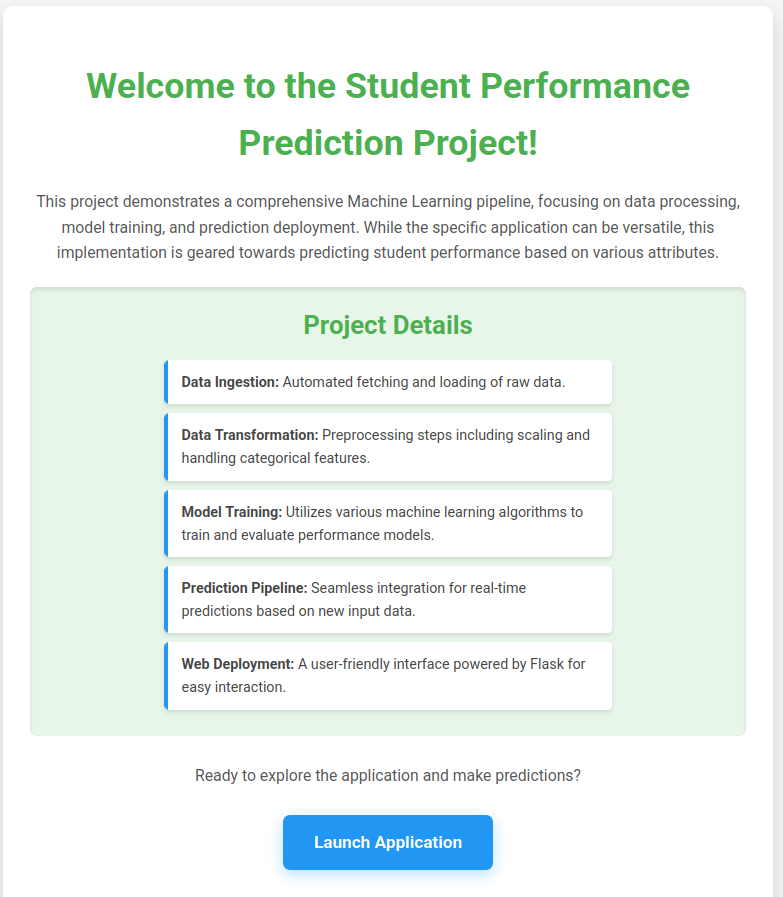 Welcome to the Student Performance
Prediction Project!
This project demonstrates a comprehensive Machine Learning pipeline, focusing on data processing,
model training, and prediction deployment. While the specific application can be versatile, this
implementation is geared towards predicting student performance based on various attributes.
Project Details
Data Ingestion: Automated fetching and loading of raw data.
Data Transformation: Preprocessing steps including scaling and
handling categorical features.
Model Training: Utilizes various machine learning algorithms to
train and evaluate performance models.
Prediction Pipeline: Seamless integration for real-time
predictions based on new input data.
Web Deployment: A user-friendly interface powered by Flask for
easy interaction.
Ready to explore the application and make predictions?
Launch Application